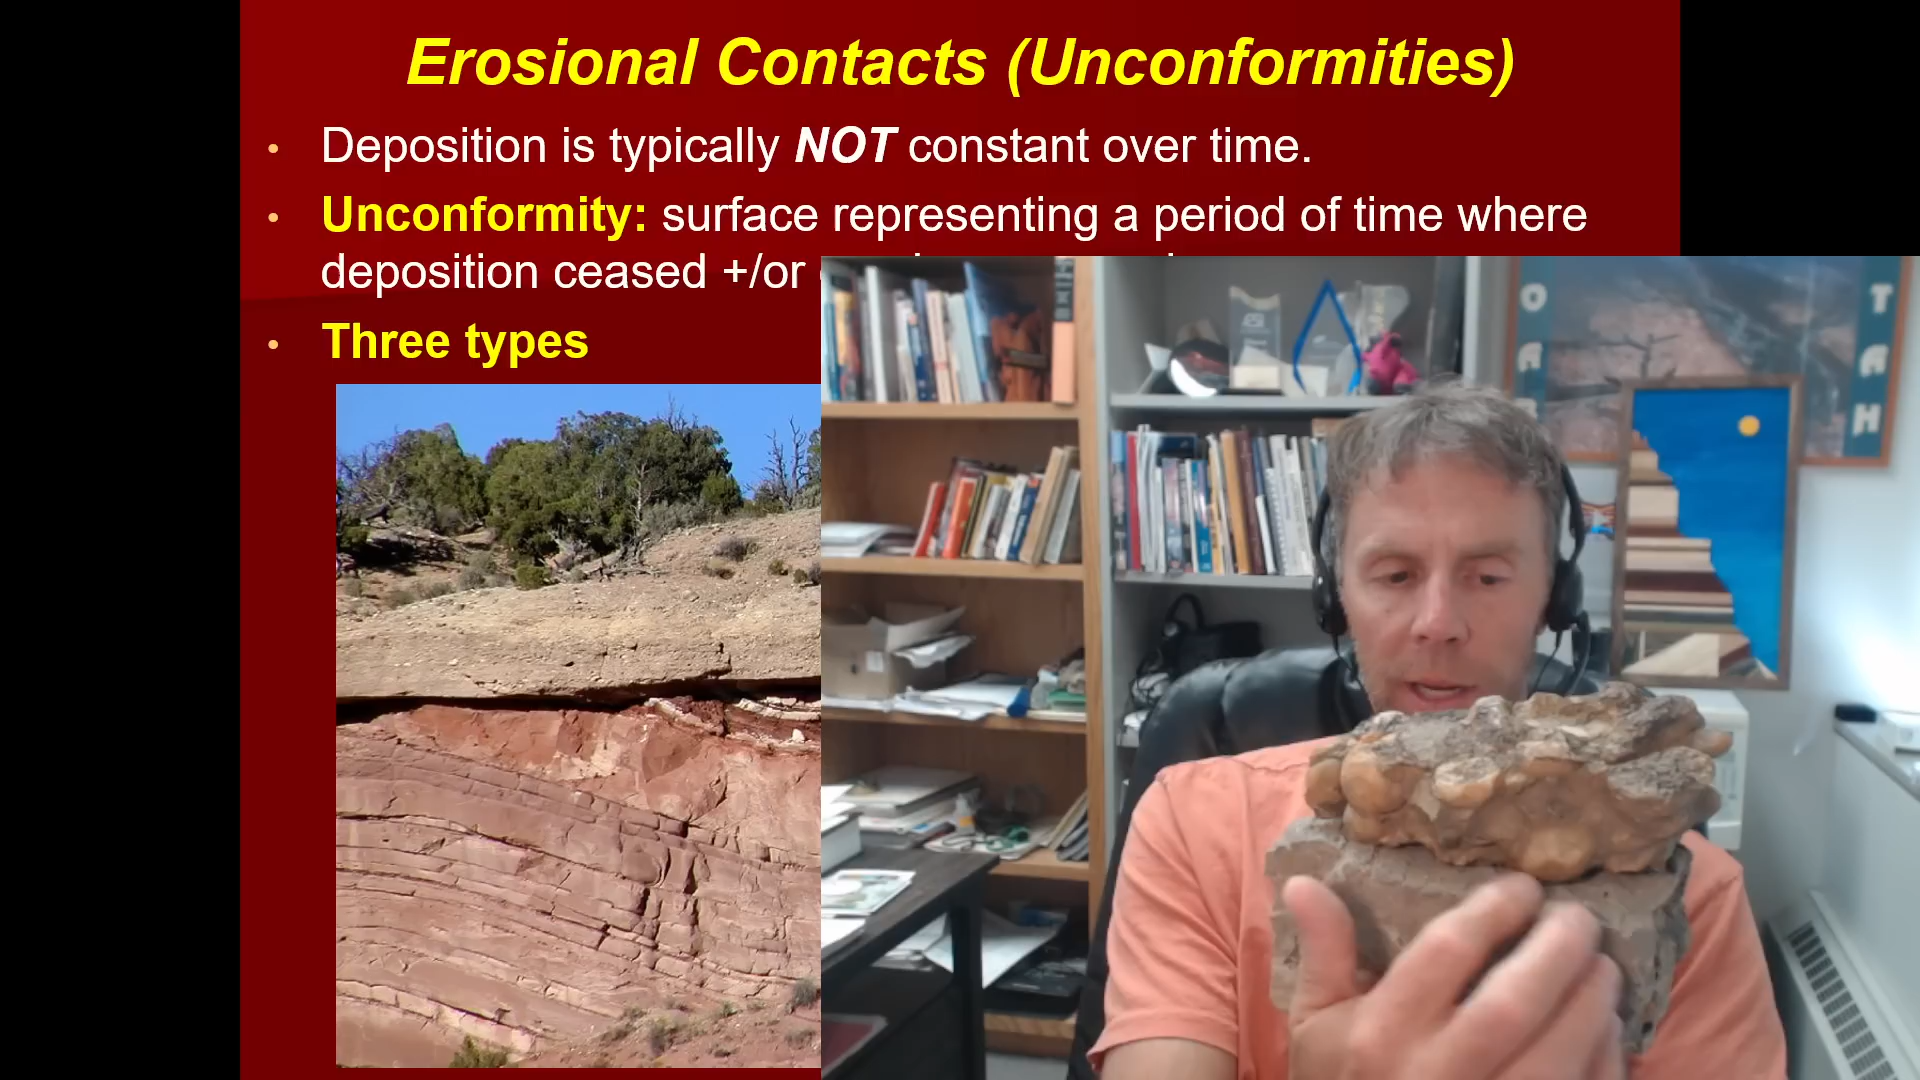 Erosional Contacts (Unconformities)
• Deposition is typically NOT constant over time.
• Unconformity: surface representing a period of time where
deposition ceased +/or
• Three types
O
T
A
A
H